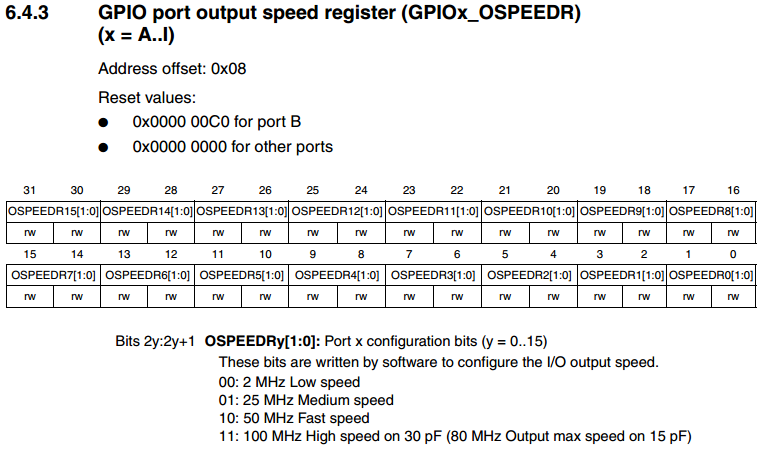 6.4.3 GPIO port output speed register (GPIOx_OSPEEDR)
(x = A..I)
Address offset: 0x08
Reset values:
● 0x0000 00C0 for port B
● 0x0000 0000 for other ports
31 30 29 28 27 26 25 24 23 22 21 20 19 18 17 16
OSPEEDR15[1:0] OSPEEDR14[1:0] OSPEEDR13[1:0] OSPEEDR12[1:0] OSPEEDR11[1:0] OSPEEDR10[1:0] OSPEEDR9[1:0] OSPEEDR8[1:0]
rw rw rw rw rw rw rw rw rw rw rw rw rw rw rw rw
15 14 13 12 11 10 9 8 7 6 5 4 3 2 1 0
OSPEEDR7[1:0] OSPEEDR6[1:0] OSPEEDR5[1:0] OSPEEDR4[1:0] OSPEEDR3[1:0] OSPEEDR2[1:0] OSPEEDR1[1:0] OSPEEDR0[1:0]
rw rw rw rw rw rw rw rw rw rw rw rw rw rw rw rw
Bits 2y:2y+1 OSPEEDRy[1:0]: Port x configuration bits (y = 0..15)
These bits are written by software to configure the I/O output speed.
00: 2 MHz Low speed
01: 25 MHz Medium speed
10: 50 MHz Fast speed
11: 100 MHz High speed on 30 pF (80 MHz Output max speed on 15 pF)